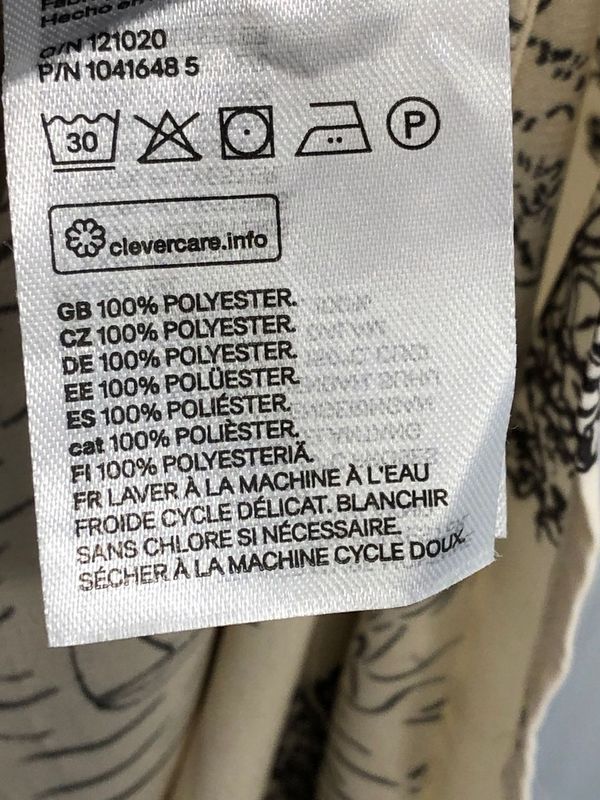 Hecho en
O/N 121020
P/N 1041648 5
30
P
clevercare.info
GB 100% POLYESTER.
CZ 100% POLYESTER.
DE 100% POLYESTER.
EE 100% POLÜESTER.
ES 100% POLIÉSTER.
cat 100% POLIÈSTER.
FI 100% POLYESTERIÄ.
FR LAVER À LA MACHINE À L'EAU
FROIDE CYCLE DÉLICAT. BLANCHIR
SANS CHLORE SI NÉCESSAIRE.
SÉCHER À LA MACHINE CYCLE DOUX.